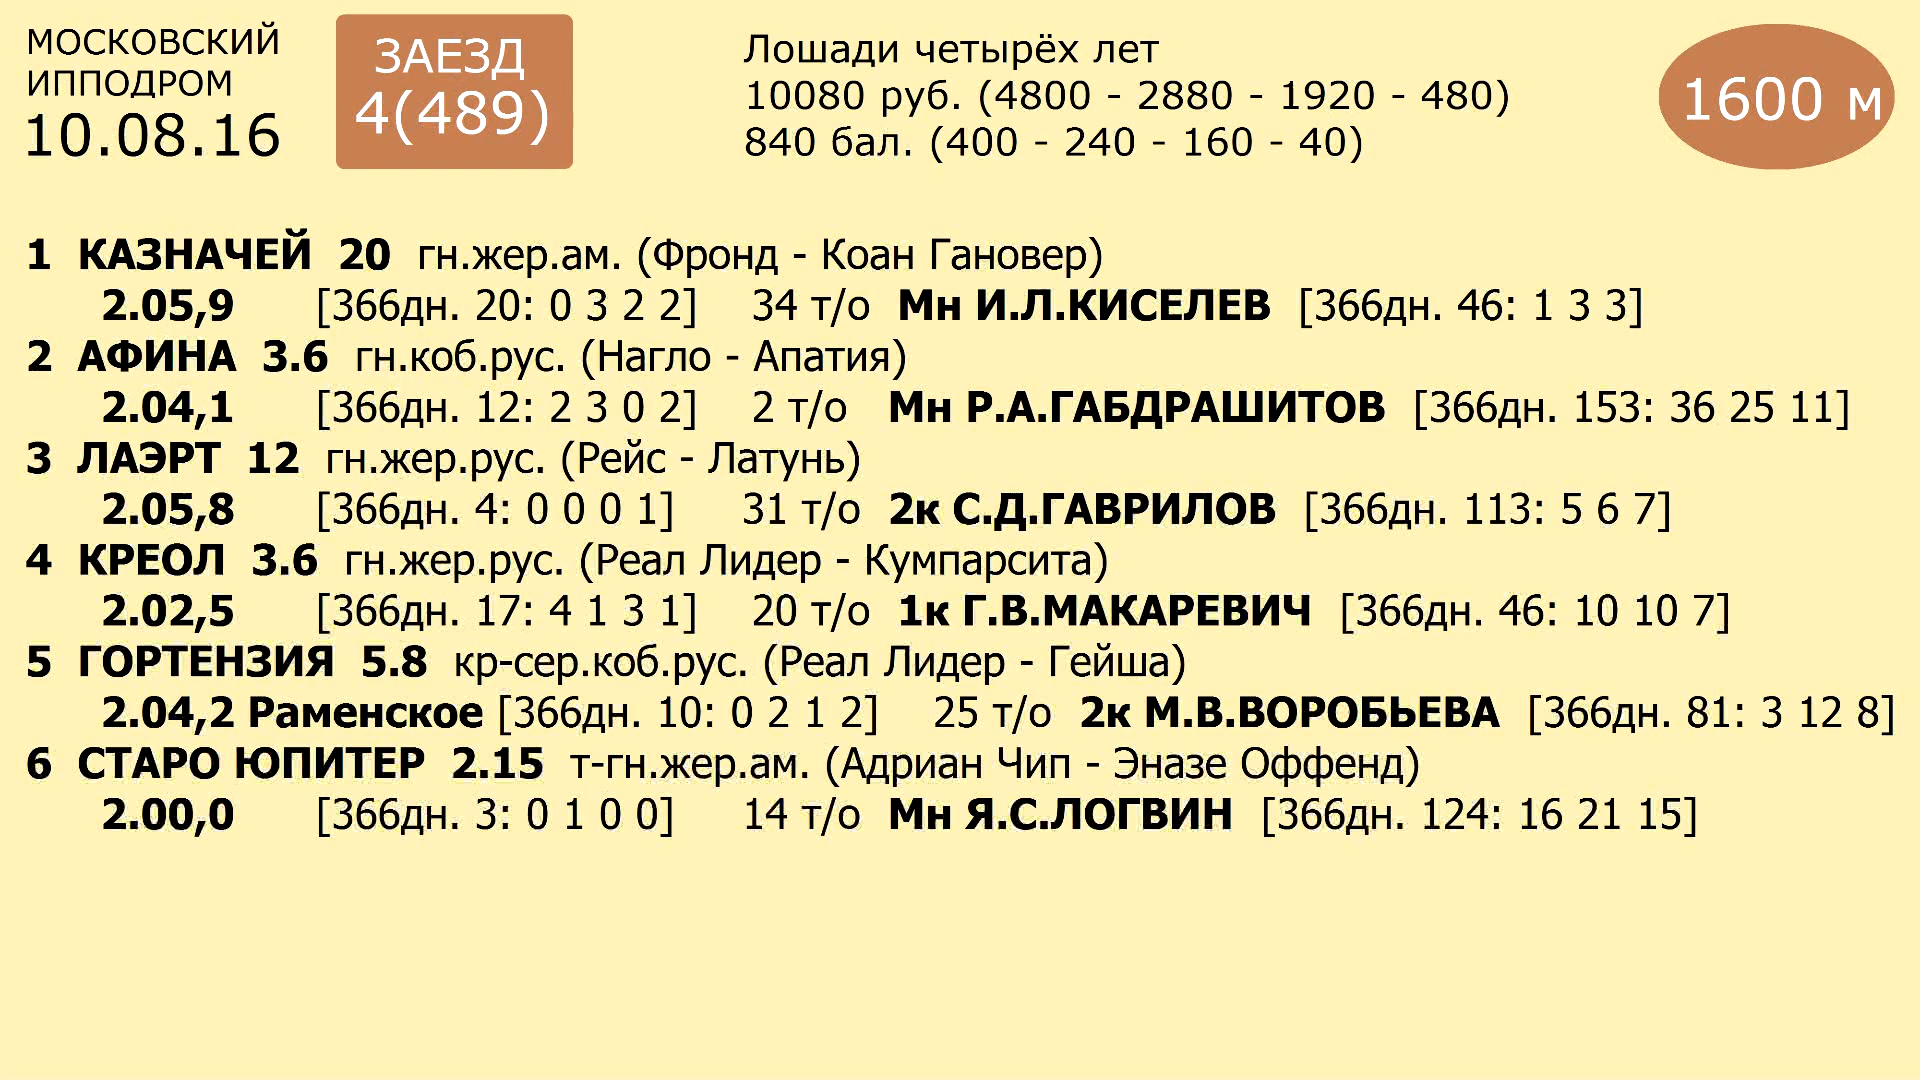 МОСКОВСКИЙ
ИППОДРОМ
10.08.16
ЗАЕЗД
4(489)
Лошади четырёх лет
10080 руб. (4800 - 2880 - 1920 - 480)
840 бал. (400 - 240 - 160 - 40)
1600 м
1 КАЗНАЧЕЙ 20 гн.жер.ам. (Фронд - Коан Гановер)
2.05,9 [366дн. 20: 0 3 2 2] 34 т/о Мн И.Л.КИСЕЛЕВ [366дн. 46: 1 3 3]
2 АФИНА 3.6 гн.коб.рус. (Нагло - Апатия)
2.04,1 [366дн. 12: 2 3 0 2] 2 т/о Мн Р.А.ГАБДРАШИТОВ [366дн. 153: 36 25 11]
3 ЛАЭРТ 12 гн.жер.рус. (Рейс - Латунь)
2.05,8 [366дн. 4: 0 0 0 1] 31 т/о 2к С.Д.ГАВРИЛОВ [366дн. 113: 5 6 7]
4 КРЕОЛ 3.6 гн.жер.рус. (Реал Лидер - Кумпарсита)
2.02,5 [366дн. 17: 4 1 3 1] 20 т/о 1к Г.В.МАКАРЕВИЧ [366дн. 46: 10 10 7]
5 ГОРТЕНЗИЯ 5.8 кр-сер.коб.рус. (Реал Лидер - Гейша)
2.04,2 Раменское [366дн. 10: 0 2 1 2] 25 т/о 2к М.В.ВОРОБЬЕВА [366дн. 81: 3 12 8]
6 СТАРО ЮПИТЕР 2.15 т-гн.жер.ам. (Адриан Чип - Эназе Оффенд)
2.00,0 [366дн. 3: 0 1 0 0] 14 т/о Мн Я.С.ЛОГВИН [366дн. 124: 16 21 15]